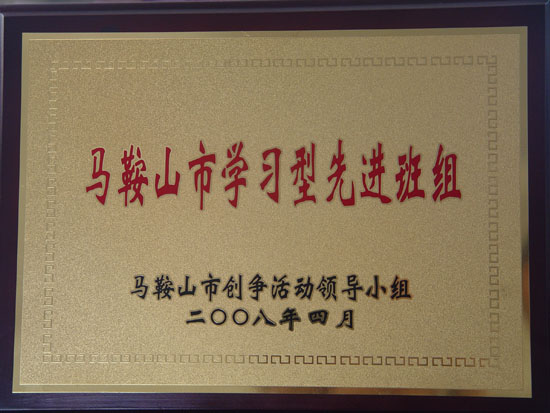 马鞍山市学习型先进班组
马鞍山市创争活动领导小组
二〇〇八年四月